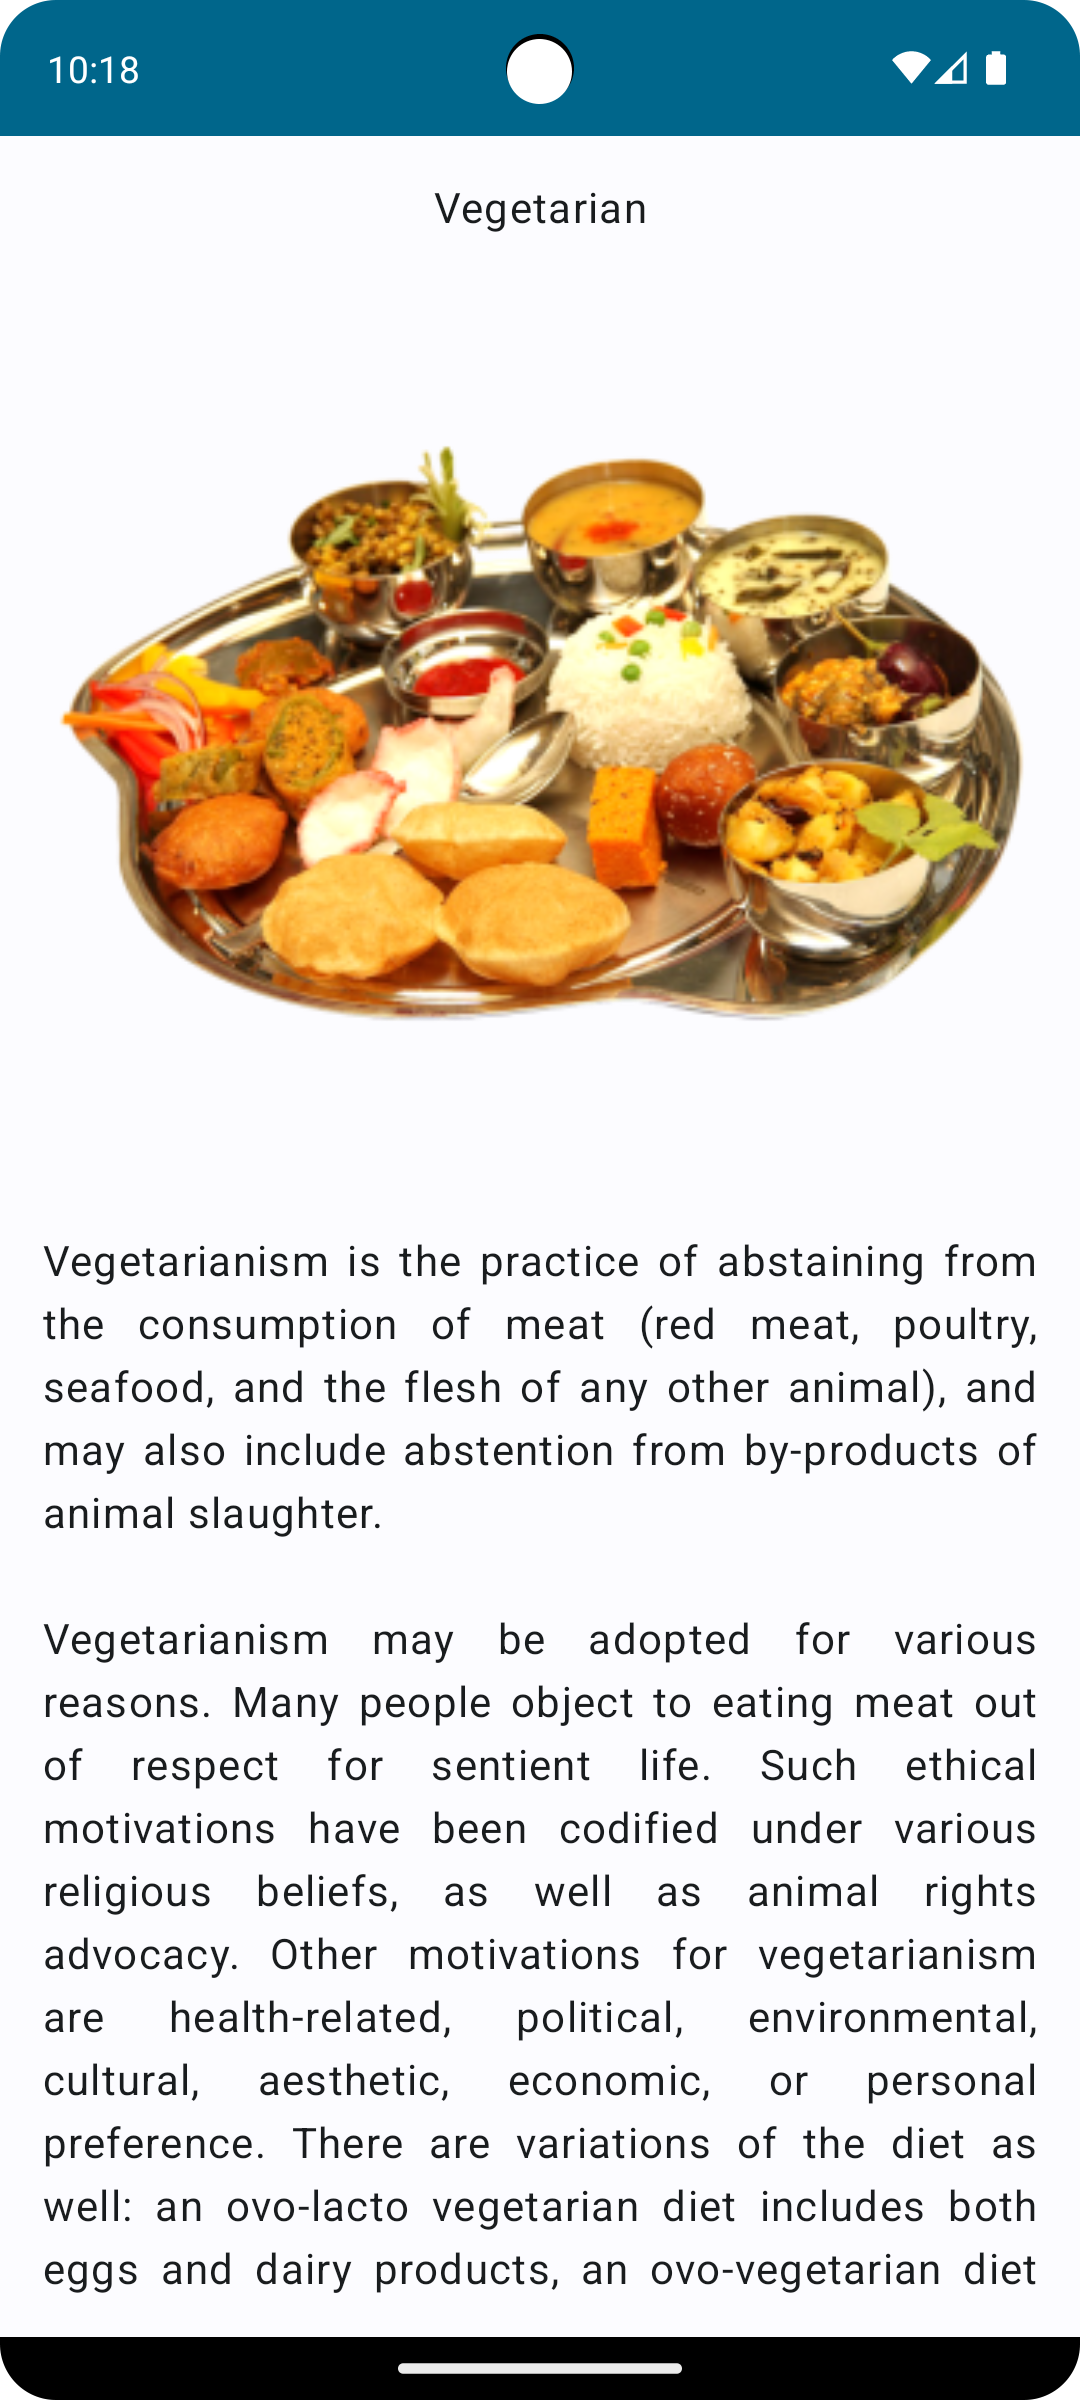 10:18
Vegetarian
Vegetarianism is the practice of abstaining from
the consumption of meat (red meat, poultry,
seafood, and the flesh of any other animal), and
may also include abstention from by-products of
animal slaughter.
Vegetarianism may be adopted for various
reasons. Many people object to eating meat out
of respect for sentient life. Such ethical
motivations have been codified under various
religious beliefs, as well as animal rights
advocacy. Other motivations for vegetarianism
are health-related, political, environmental,
cultural, aesthetic, economic, or personal
preference. There are variations of the diet as
well: an ovo-lacto vegetarian diet includes both
eggs and dairy products, an ovo-vegetarian diet